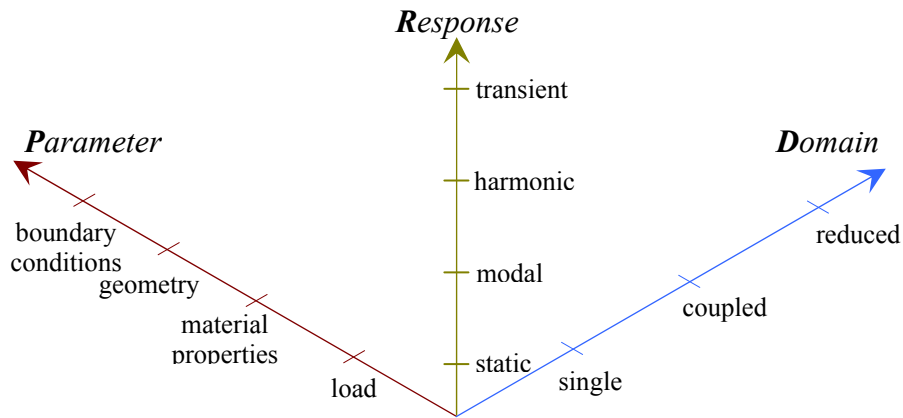 Response
transient
Parameter
Domain
harmonic
boundary
conditions
reduced
geometry
modal
coupled
material
properties
static
load
single